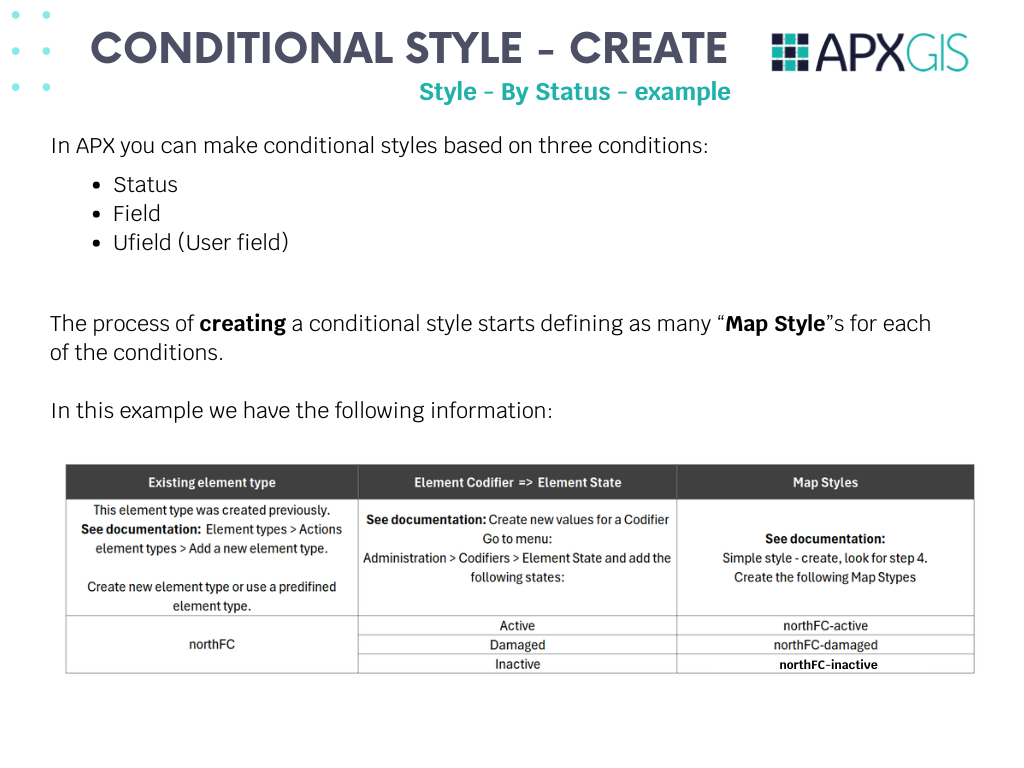 CONDITIONAL STYLE - CREATE
APXGIS
Style - By Status - example
In APX you can make conditional styles based on three conditions:
• Status
• Field
• Ufield (User field)
The process of creating a conditional style starts defining as many “Map Style”s for each
of the conditions.
In this example we have the following information:
Existing element type
Element Codifier => Element State
Map Styles
This element type was created previously.
See documentation: Element types > Actions
element types > Add a new element type.
Create new element type or use a predifined
element type.
See documentation: Create new values for a Codifier
Go to menu:
Administration > Codifiers > Element State and add the
following states:
See documentation:
Simple style - create, look for step 4.
Create the following Map Stypes
northFC
Active
northFC-active
Damaged
northFC-damaged
Inactive
northFC-inactive